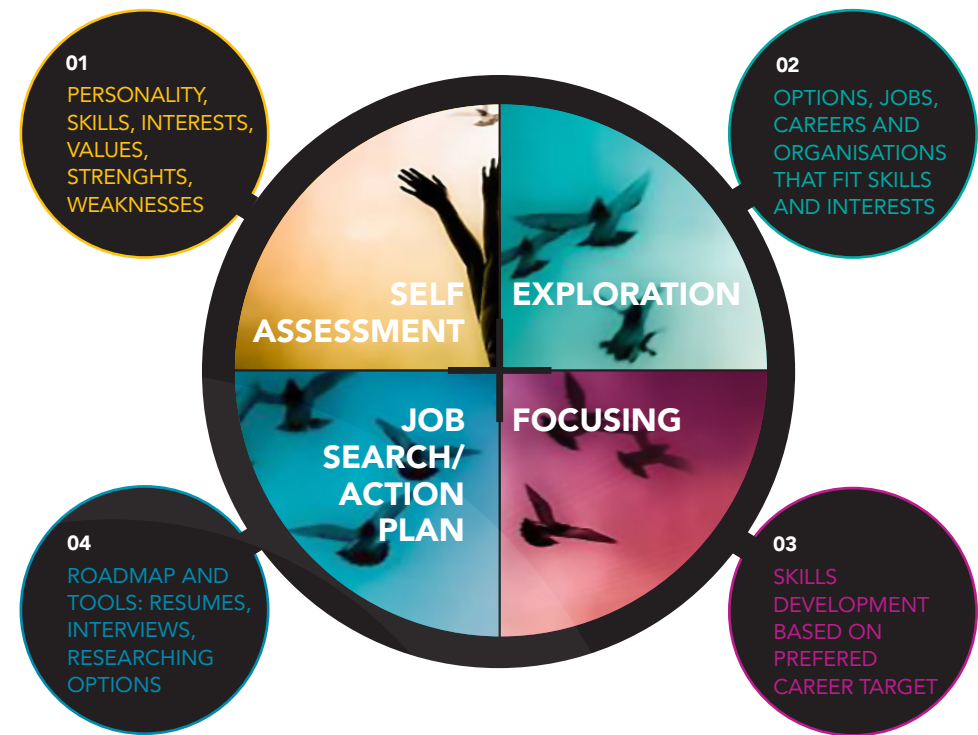 01
PERSONALITY,
SKILLS, INTERESTS,
VALUES,
STRENGHTS,
WEAKNESSES
02
OPTIONS, JOBS,
CAREERS AND
ORGANISATIONS
THAT FIT SKILLS
AND INTERESTS
SELF
ASSESSMENT
EXPLORATION
JOB
SEARCH/
ACTION
PLAN
FOCUSING
04
ROADMAP AND
TOOLS: RESUMES,
INTERVIEWS,
RESEARCHING
OPTIONS
03
SKILLS
DEVELOPMENT
BASED ON
PREFERED
CAREER TARGET